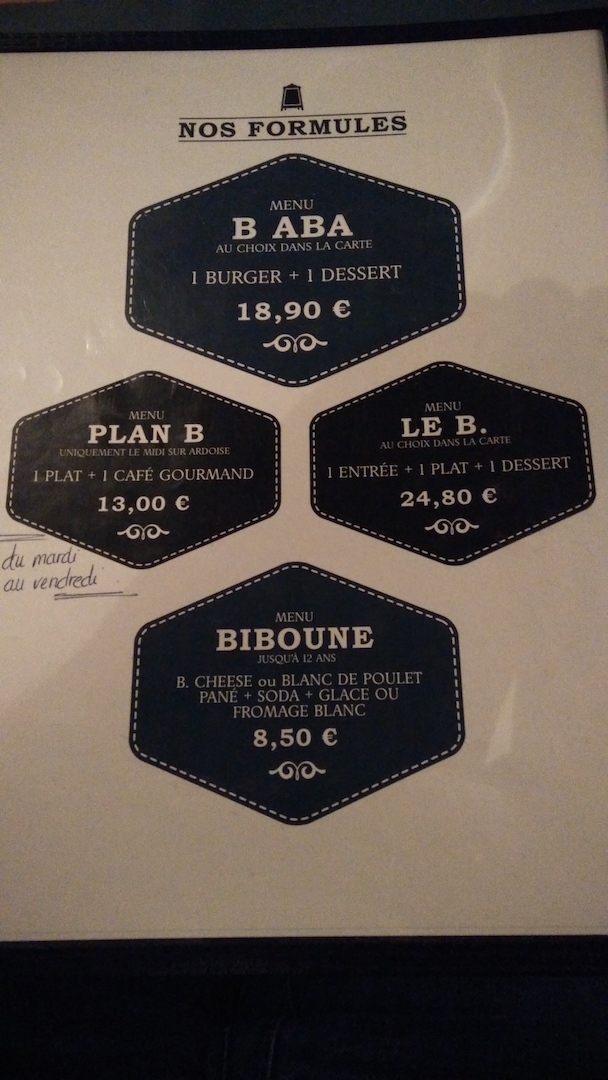 NOS FORMULES
MENU
B ABA
AU CHOIX DANS LA CARTE
1 BURGER + 1 DESSERT
18,90 €
MENU
PLAN B
UNIQUEMENT LE MIDI SUR ARDOISE
1 PLAT + 1 CAFÉ GOURMAND
13,00 €
du mardi
au vendredi
MENU
LE B.
AU CHOIX DANS LA CARTE
1 ENTRÉE + 1 PLAT + 1 DESSERT
24,80 €
MENU
BIBOUNE
JUSQU'À 12 ANS
B. CHEESE ou BLANC DE POULET
PANÉ + SODA + GLACE OU
FROMAGE BLANC
8,50 €